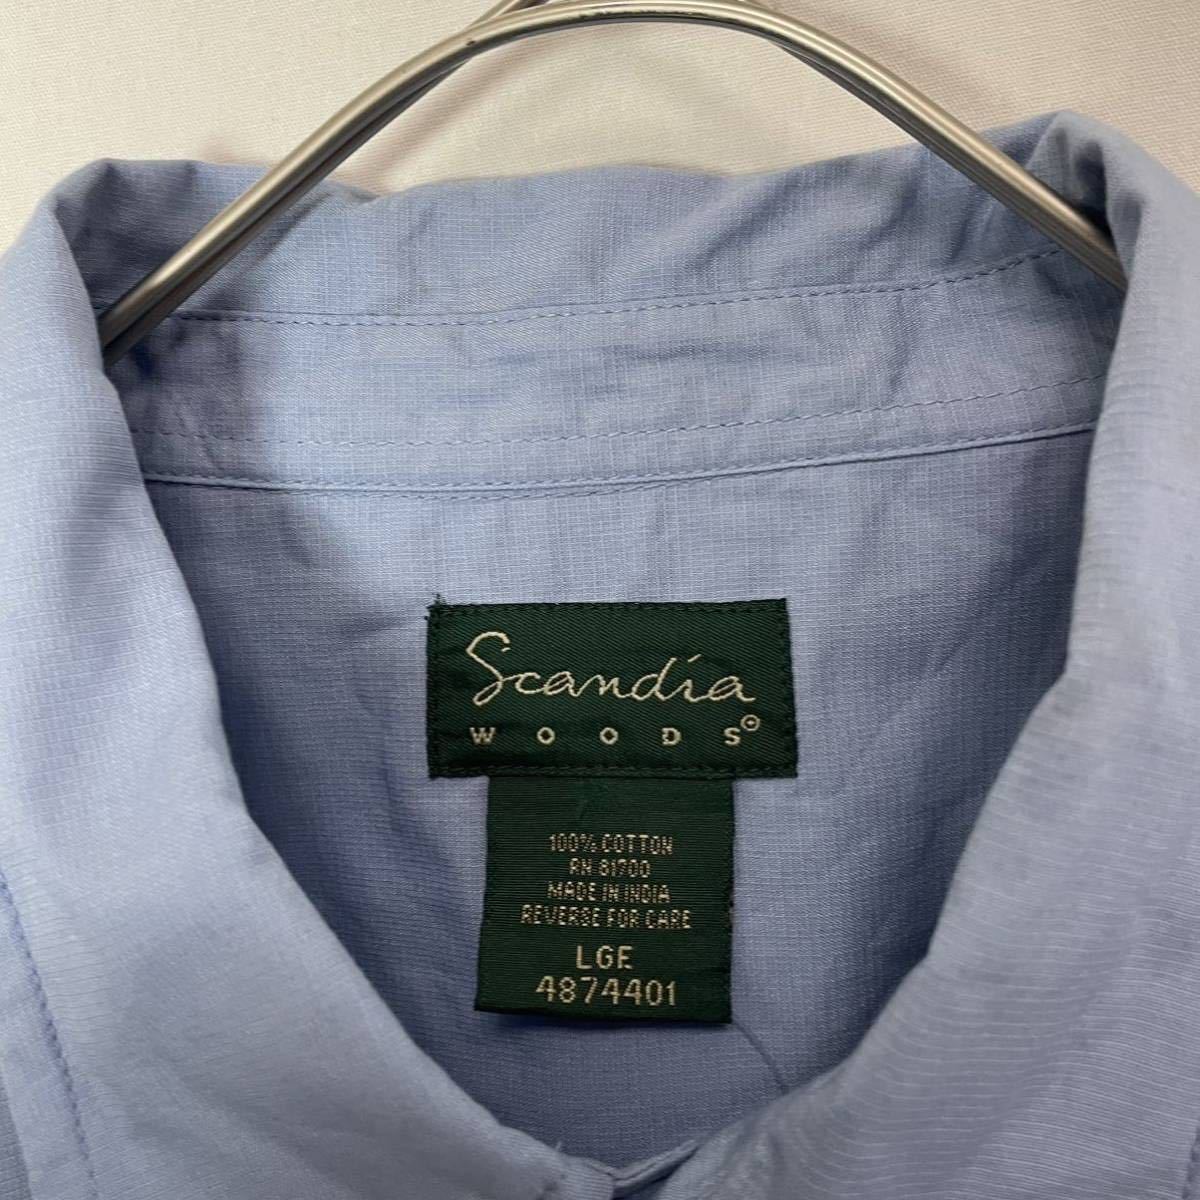 Scandia
WOODS®
100% COTTON
RN 81700
MADE IN INDIA
REVERSE FOR CARE
LGE
4874401